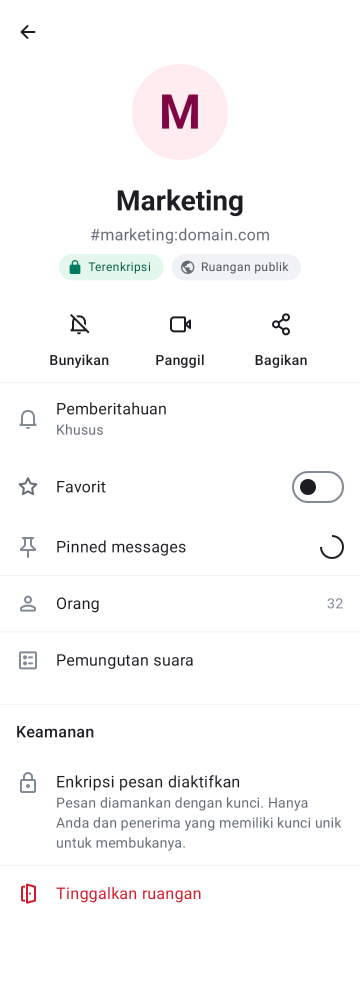 M
Marketing
#marketing:domain.com
Terenkripsi
Ruangan publik
Bunyikan
Panggil
Bagikan
Pemberitahuan
Khusus
Favorit
Pinned messages
Orang
32
Pemungutan suara
Keamanan
Enkripsi pesan diaktifkan
Pesan diamankan dengan kunci. Hanya
Anda dan penerima yang memiliki kunci unik
untuk membukanya.
Tinggalkan ruangan